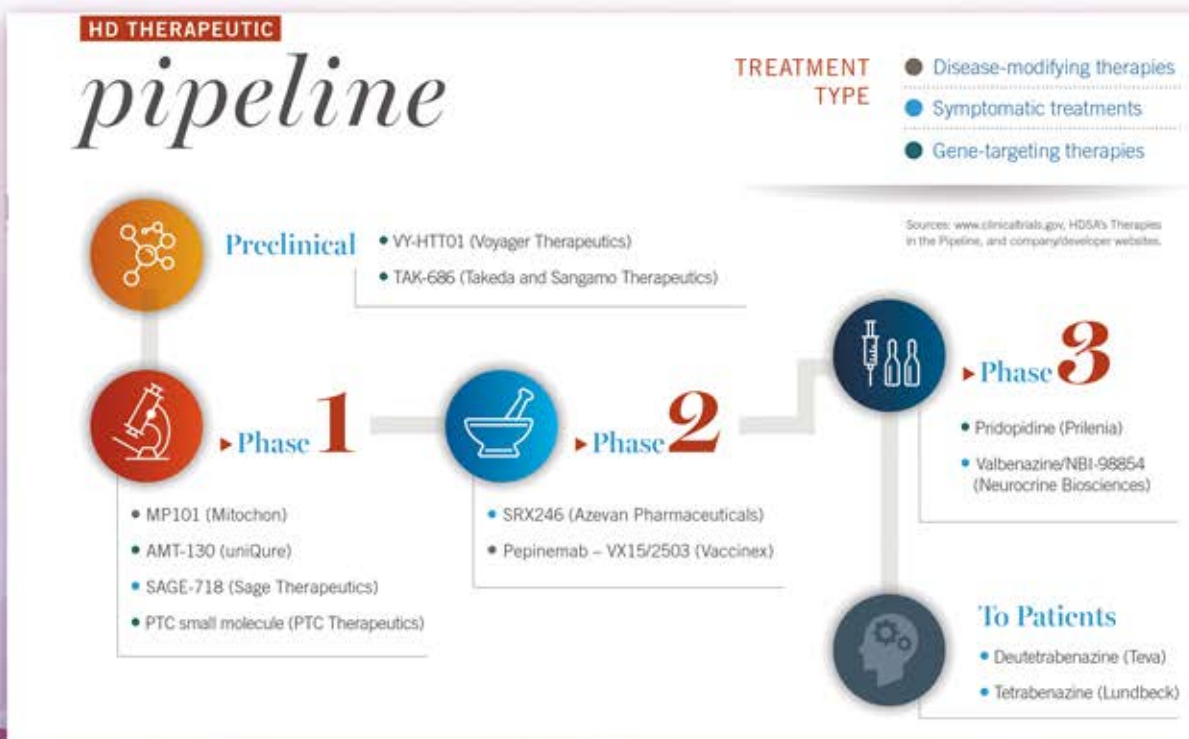 HD THERAPEUTIC
pipeline
TREATMENT
TYPE
Disease-modifying therapies
Symptomatic treatments
Gene-targeting therapies
Sources: www.clinicaltrials.gov, HDSA's Therapies
in the Pipeline, and company/developer websites.
Preclinical
• VY-HTT01 (Voyager Therapeutics)
• TAK-686 (Takeda and Sangamo Therapeutics)
Phase 1
• MP101 (Mitochon)
• AMT-130 (uniQure)
• SAGE-718 (Sage Therapeutics)
• PTC small molecule (PTC Therapeutics)
Phase 2
• SRX246 (Azevan Pharmaceuticals)
• Pepinemab – VX15/2503 (Vaccinex)
Phase 3
• Pridopidine (Prilenia)
• Valbenazine/NBI-98854
(Neurocrine Biosciences)
To Patients
• Deutetrabenazine (Teva)
• Tetrabenazine (Lundbeck)